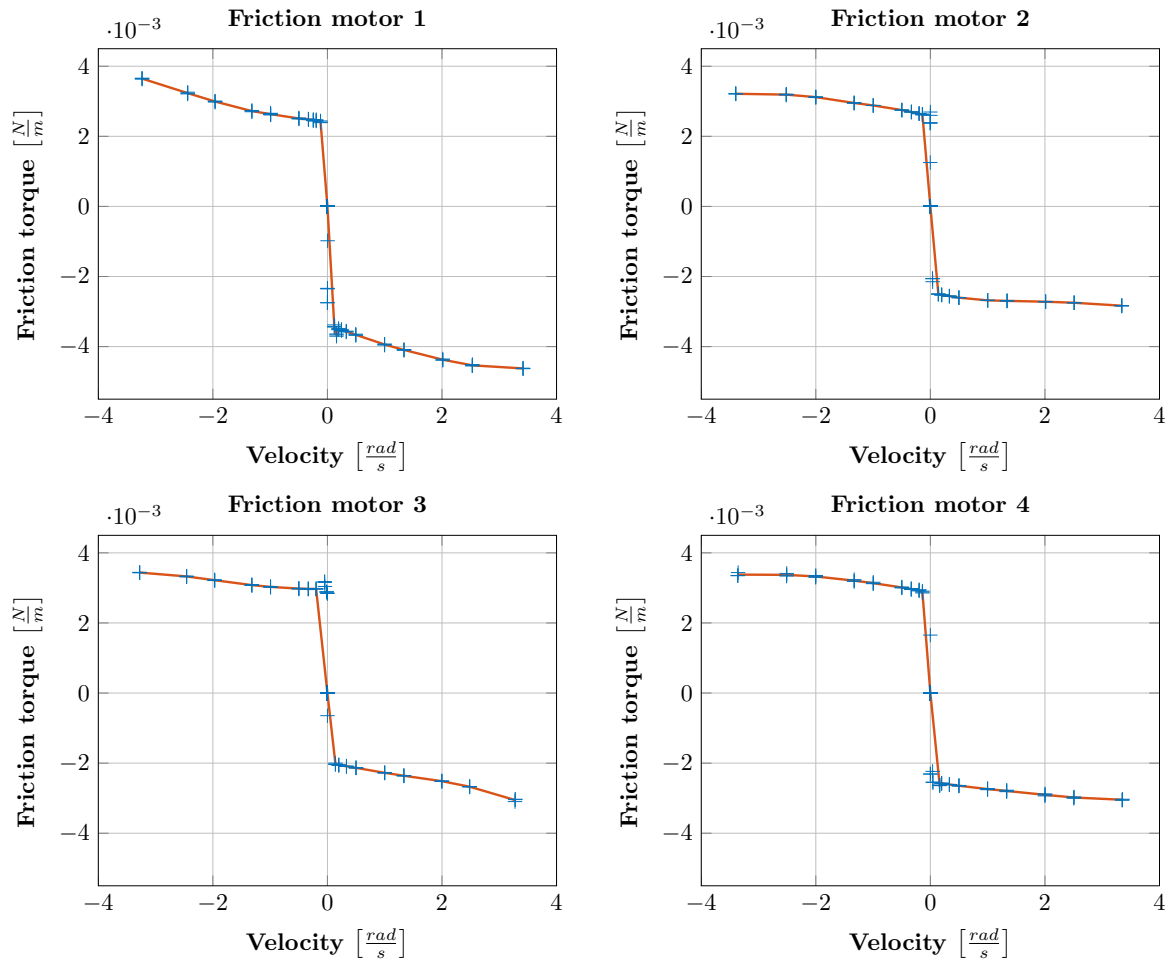 Friction motor 1
·10⁻³
4
2
0
−2
−4
−4 −2 0 2 4
Friction torque [N/m]
Velocity [rad/s]
Friction motor 2
·10⁻³
4
2
0
−2
−4
−4 −2 0 2 4
Friction torque [N/m]
Velocity [rad/s]
Friction motor 3
·10⁻³
4
2
0
−2
−4
−4 −2 0 2 4
Friction torque [N/m]
Velocity [rad/s]
Friction motor 4
·10⁻³
4
2
0
−2
−4
−4 −2 0 2 4
Friction torque [N/m]
Velocity [rad/s]